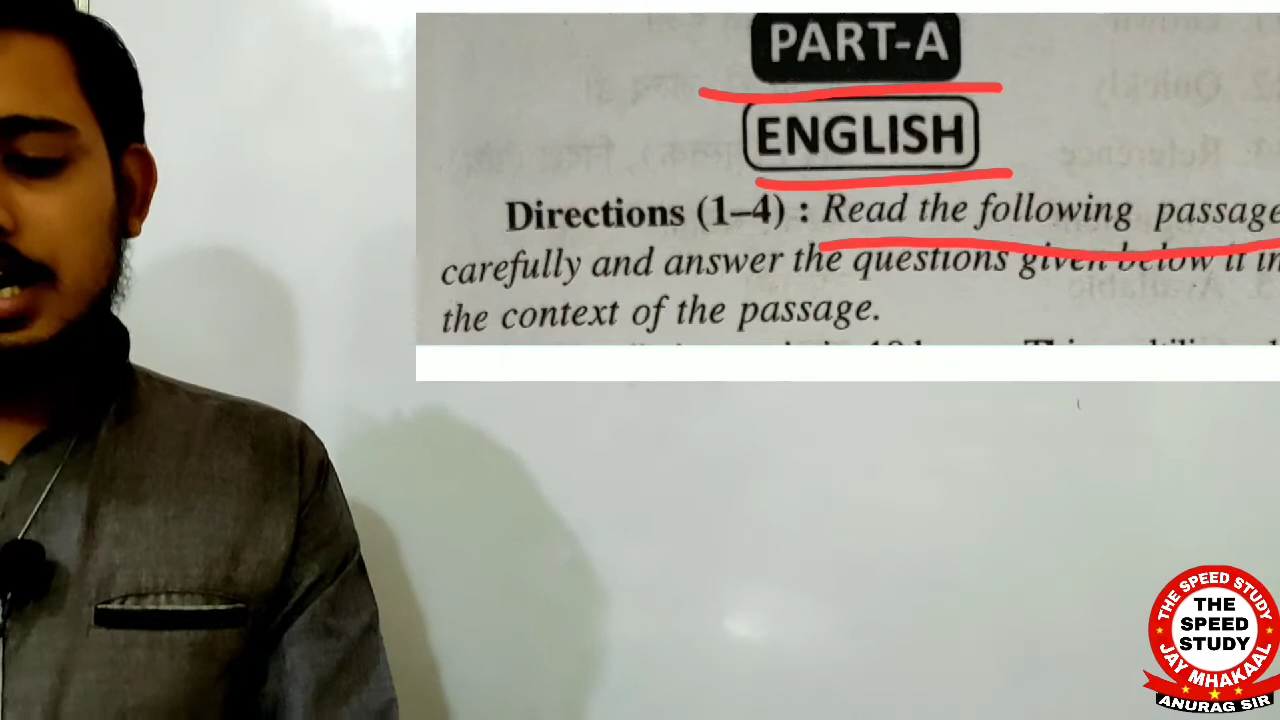 PART-A
ENGLISH
Directions (1–4) : Read the following passage
carefully and answer the questions given below it in
the context of the passage.
THE SPEED STUDY
THE
SPEED
STUDY
JAY MHAKAAL
ANURAG SIR